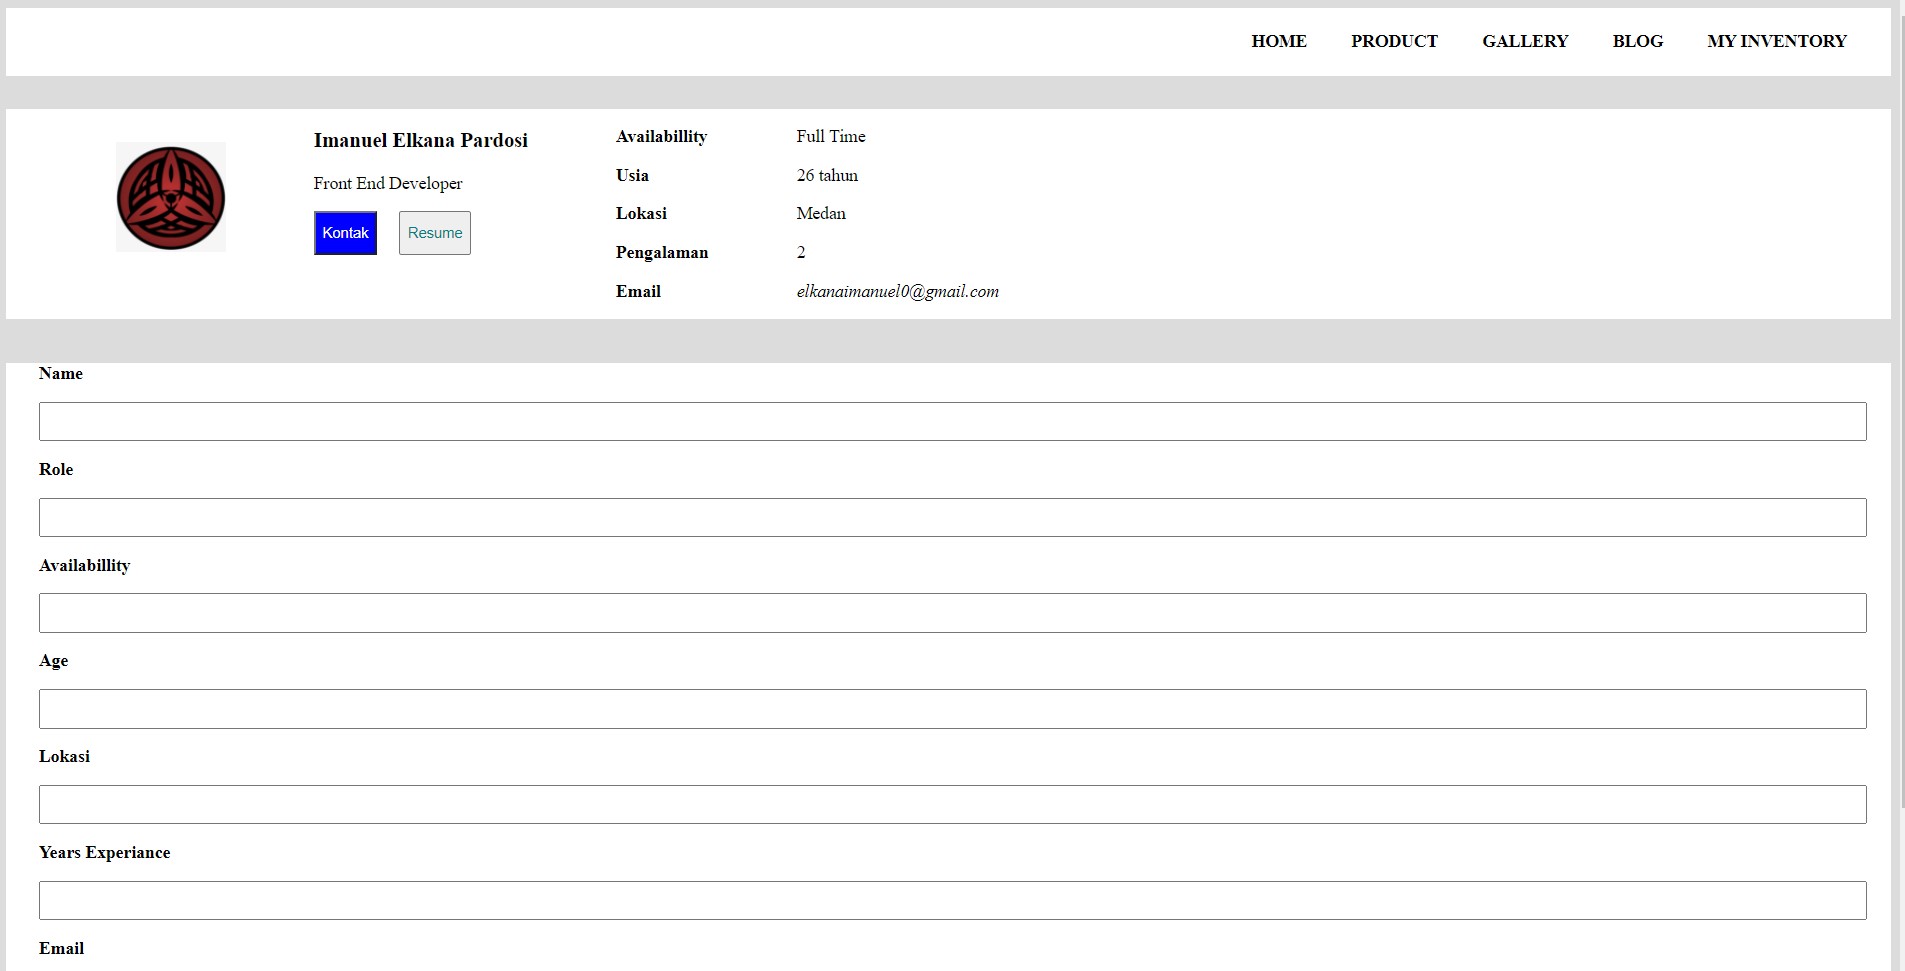 HOME PRODUCT GALLERY BLOG MY INVENTORY
Imanuel Elkana Pardosi
Front End Developer
Kontak Resume
Availabillity Full Time
Usia 26 tahun
Lokasi Medan
Pengalaman 2
Email elkanaimanuel0@gmail.com
Name
Role
Availabillity
Age
Lokasi
Years Experiance
Email